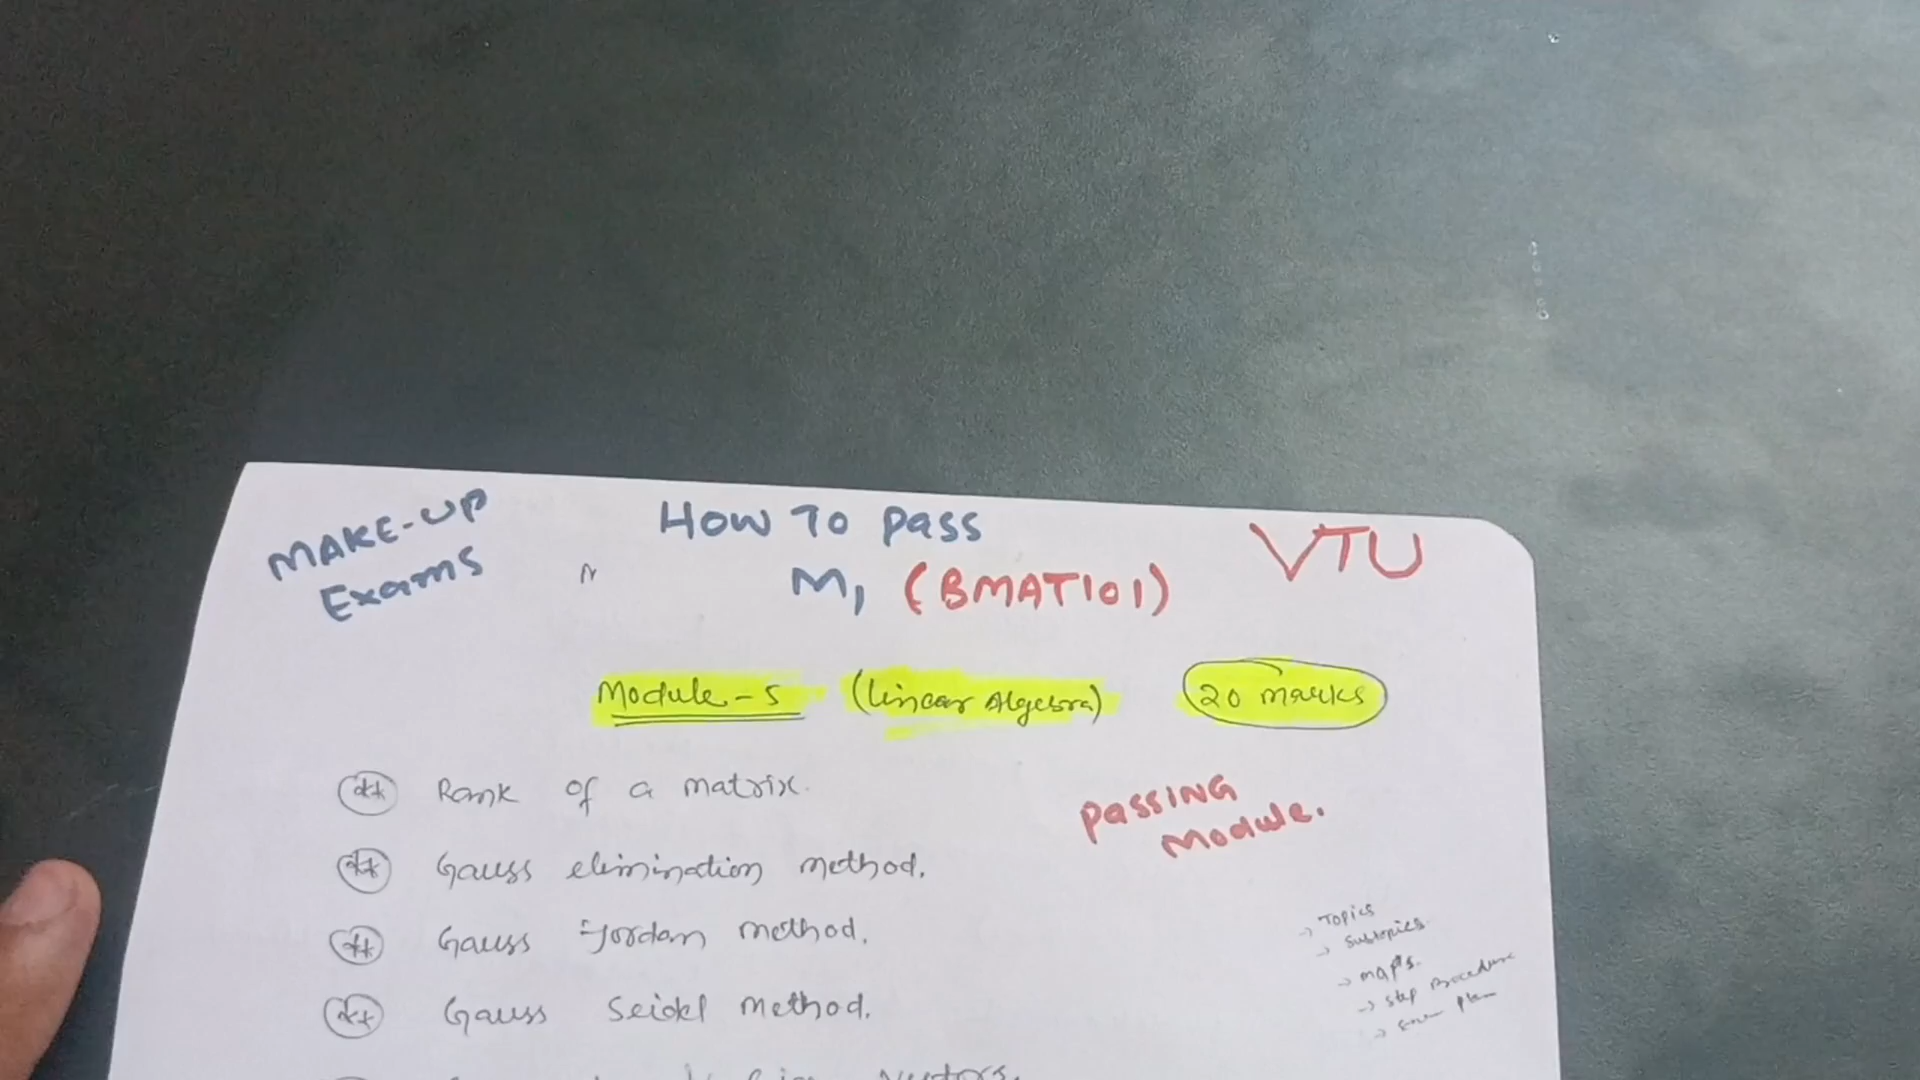 MAKE-UP
Exams
How To Pass
M1 (BMAT101)
VTU
Module-5 (linear Algebra) 20 marks
** Rank of a matrix.
Passing
Module.
** Gauss elimination method.
** Gauss Jordan method.
** Gauss Seidel method.
→ Topics
→ Subtopics
→ MQP's.
→ step Procedure